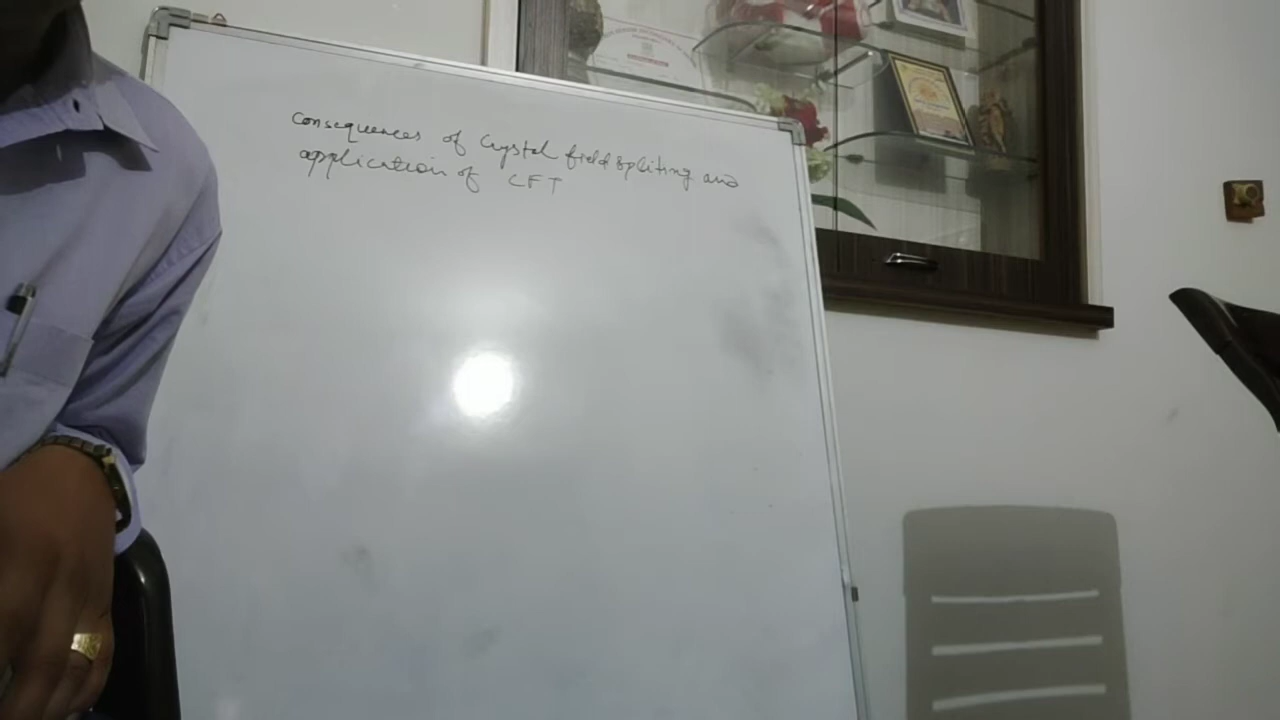 Consequences of Crystal field spliting and
application of CFT